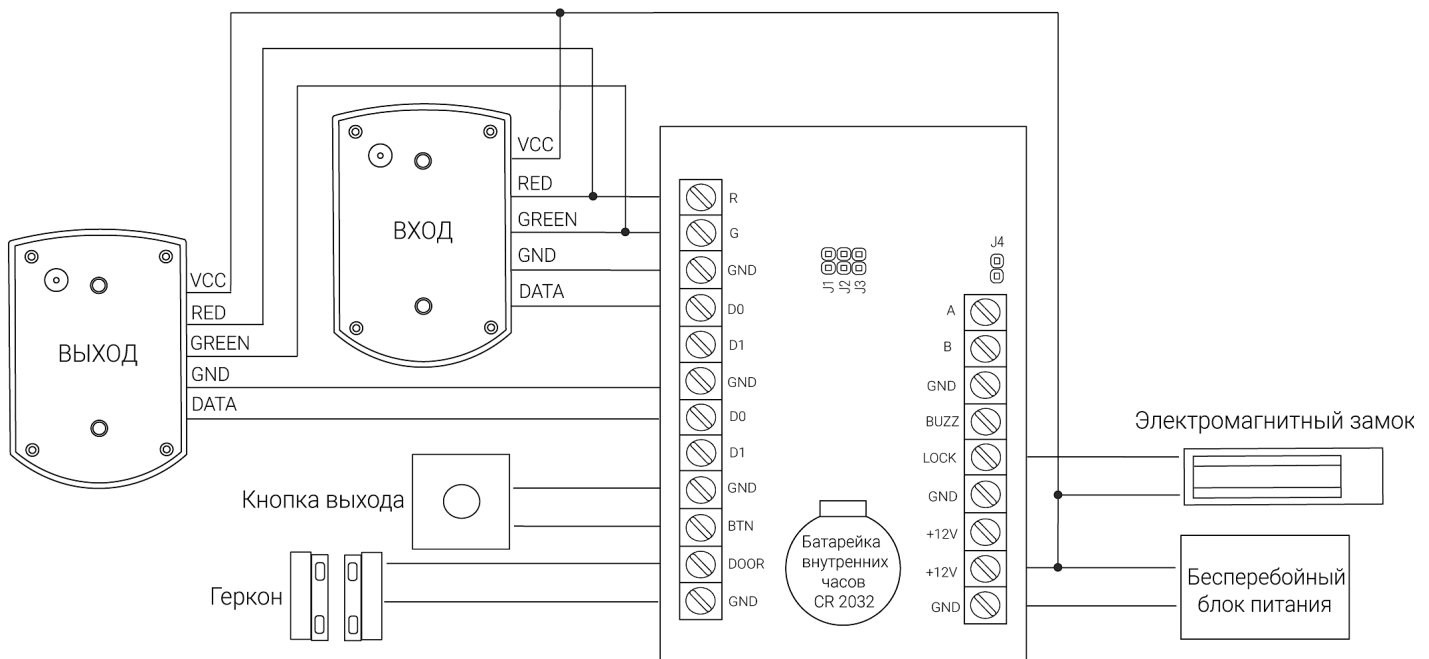 VCC
RED
GREEN
GND
DATA
ВХОД
VCC
RED
GREEN
GND
DATA
ВЫХОД
Кнопка выхода
Геркон
R
G
GND
D0
D1
GND
D0
D1
GND
BTN
DOOR
GND
J1
J2
J3
J4
A
B
GND
BUZZ
LOCK
GND
+12V
+12V
GND
Батарейка
внутренних
часов
CR 2032
Электромагнитный замок
Бесперебойный
блок питания